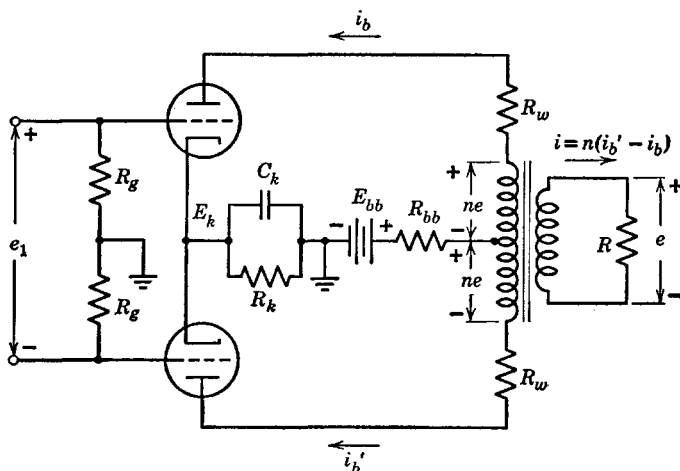 i_b
+
R_w
i = n(i_b' − i_b)
+
R_g
C_k
E_k
E_bb
R_bb
+
ne
−
+
e_1
−
+
−
+
ne
−
R
e
−
R_g
R_k
−
R_w
i_b'